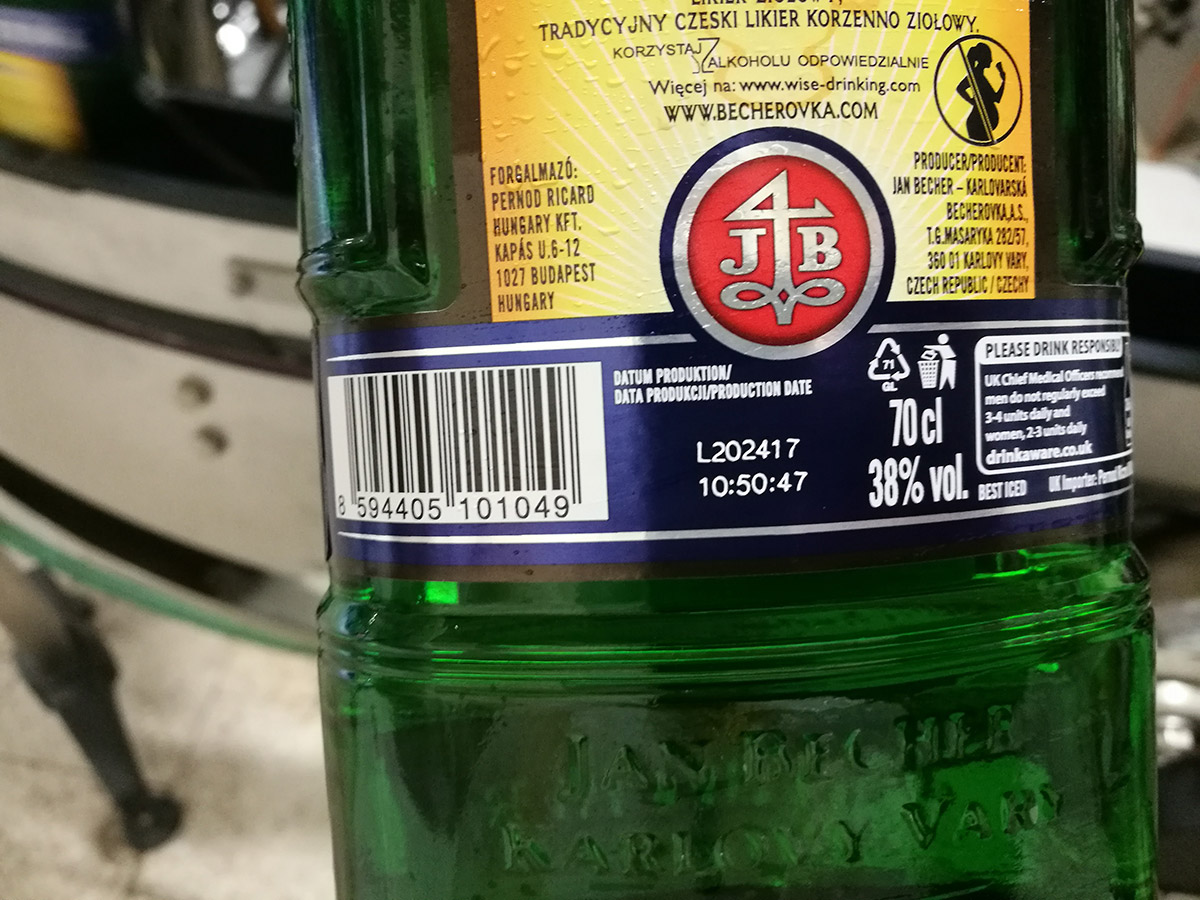 LIKIER ZIOŁOWY,
TRADYCYJNY CZESKI LIKIER KORZENNO ZIOŁOWY.
KORZYSTAJ Z ALKOHOLU ODPOWIEDZIALNIE
Więcej na: www.wise-drinking.com
WWW.BECHEROVKA.COM
FORGALMAZÓ:
PERNOD RICARD
HUNGARY KFT.
KAPÁS U.6-12
1027 BUDAPEST
HUNGARY
JB
PRODUCER/PRODUCENT:
JAN BECHER – KARLOVARSKÁ
BECHEROVKA,A.S.,
T.G.MASARYKA 282/57,
360 01 KARLOVY VARY,
CZECH REPUBLIC / CZECHY
8 594405 101049
DATUM PRODUKTION/
DATA PRODUKCJI/PRODUCTION DATE
L202417
10:50:47
71
GL
70 cl
38% vol.
PLEASE DRINK RESPONSIBLY
UK Chief Medical Officers recommend
men do not regularly exceed
3-4 units daily and
women, 2-3 units daily
drinkaware.co.uk
BEST ICED
UK Importer:
JAN BECHER
KARLOVY VARY